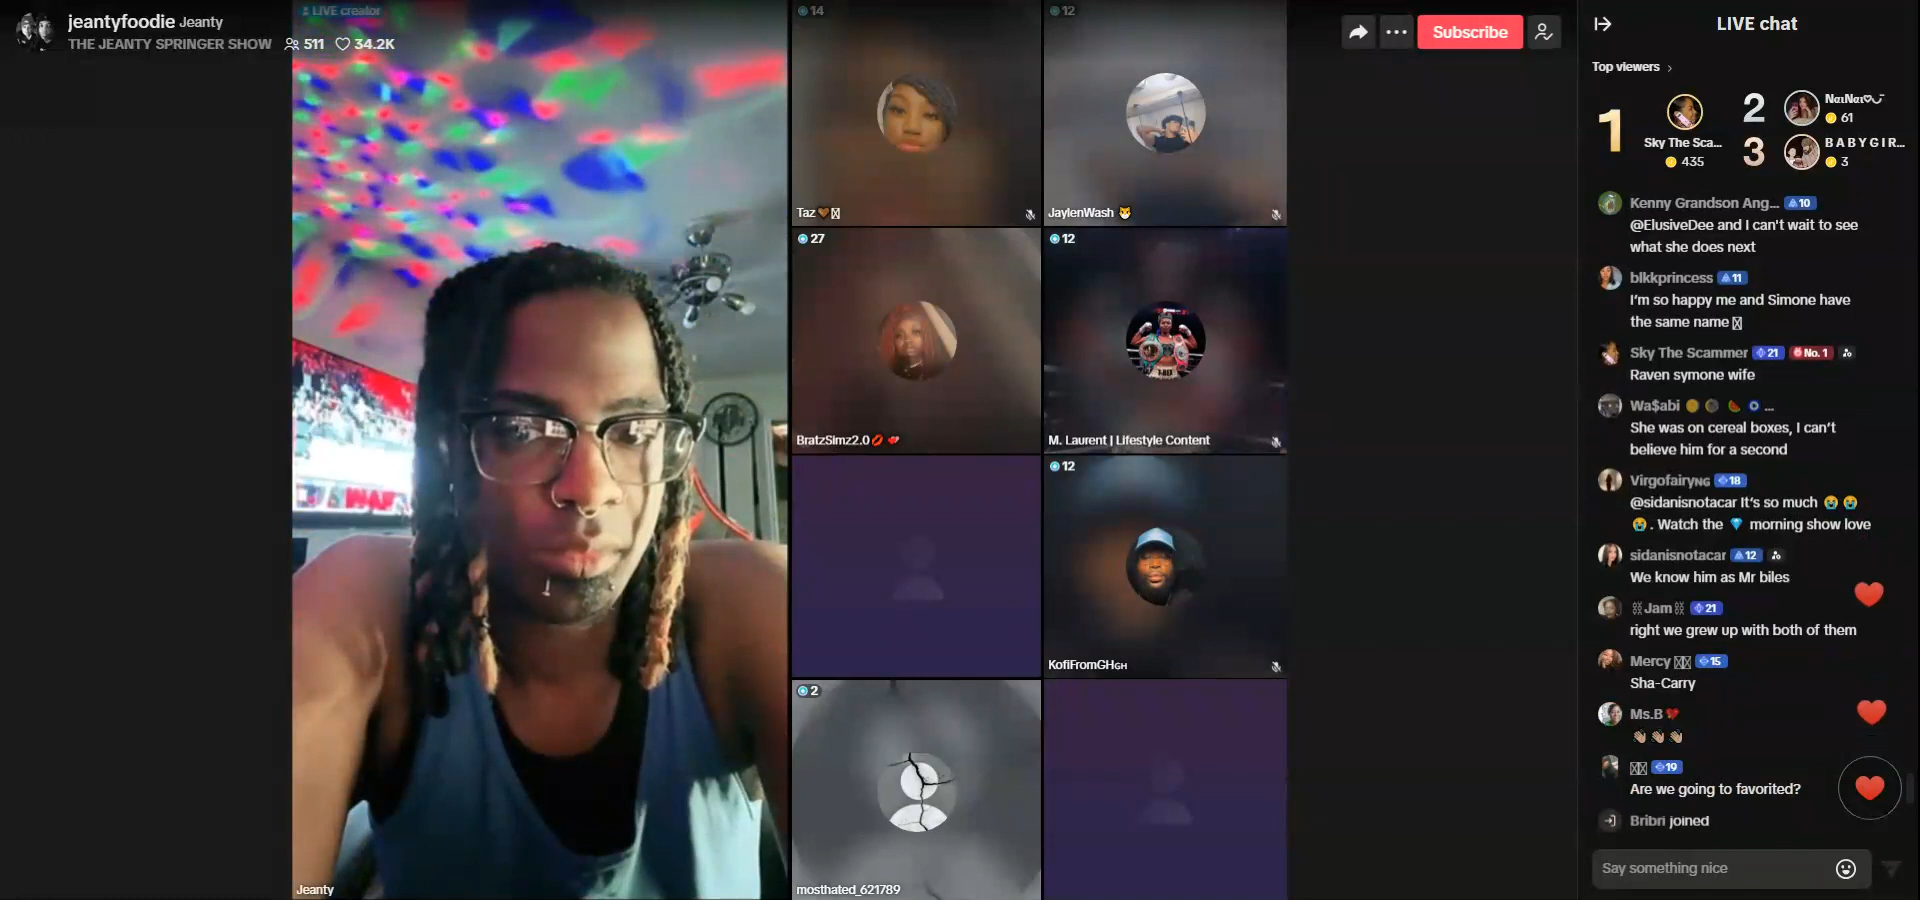 jeantyfoodie Jeanty
THE JEANTY SPRINGER SHOW 511 34.2K
LIVE creator
14
12
Subscribe
Taz
JaylenWash
27
12
BratzSimz2.0
M. Laurent | Lifestyle Content
12
KofiFromGHGH
2
Jeanty
mosthated_621789
LIVE chat
Top viewers
1
Sky The Sca...
435
2
NαιNαι
61
3
B A B Y G I R...
3
Kenny Grandson Ang... 10
@ElusiveDee and I can't wait to see
what she does next
blkkprincess 11
I'm so happy me and Simone have
the same name
Sky The Scammer 21 No. 1
Raven symone wife
Wa$abi ...
She was on cereal boxes, I can't
believe him for a second
VirgofairyNG 18
@sidanisnotacar It's so much
. Watch the morning show love
sidanisnotacar 12
We know him as Mr biles
Jam 21
right we grew up with both of them
Mercy 15
Sha-Carry
Ms.B
19
Are we going to favorited?
Bribri joined
Say something nice